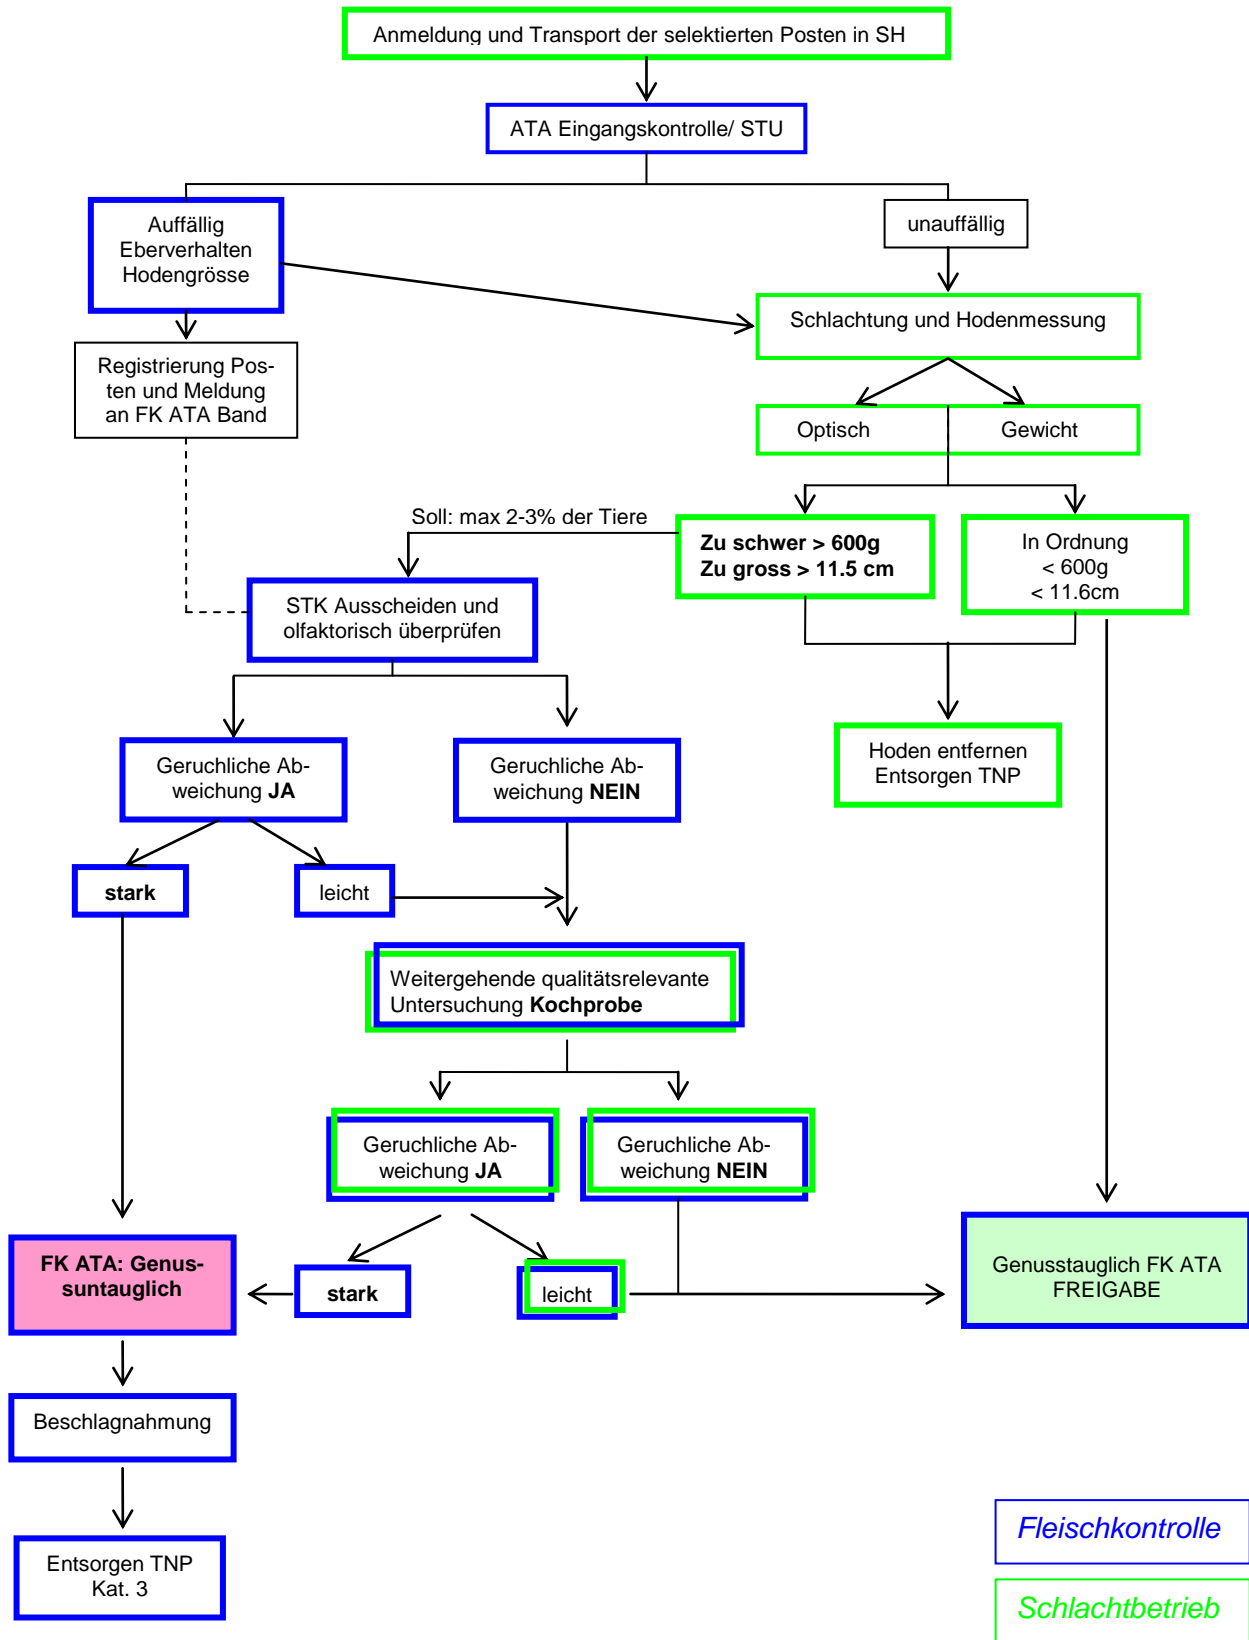 Anmeldung und Transport der selektierten Posten in SH
ATA Eingangskontrolle/ STU
Auffällig
Eberverhalten
Hodengrösse
unauffällig
Schlachtung und Hodenmessung
Registrierung Pos-
ten und Meldung
an FK ATA Band
Optisch
Gewicht
Soll: max 2-3% der Tiere
Zu schwer > 600g
Zu gross > 11.5 cm
In Ordnung
< 600g
< 11.6cm
STK Ausscheiden und
olfaktorisch überprüfen
Hoden entfernen
Entsorgen TNP
Geruchliche Ab-
weichung JA
Geruchliche Ab-
weichung NEIN
stark
leicht
Weitergehende qualitätsrelevante
Untersuchung Kochprobe
Geruchliche Ab-
weichung JA
Geruchliche Ab-
weichung NEIN
FK ATA: Genus-
suntauglich
stark
leicht
Genusstauglich FK ATA
FREIGABE
Beschlagnahmung
Entsorgen TNP
Kat. 3
Fleischkontrolle
Schlachtbetrieb